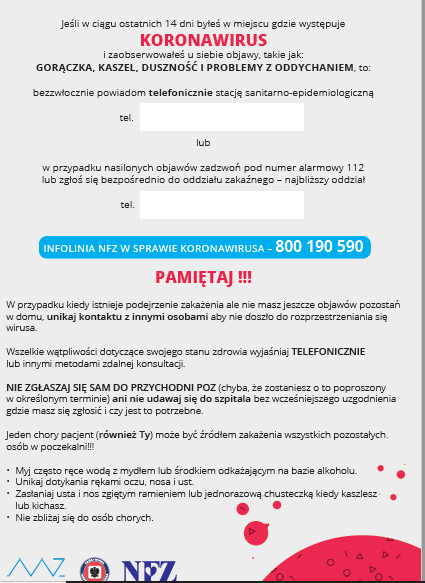 Jeśli w ciągu ostatnich 14 dni byłeś w miejscu gdzie występuje
KORONAWIRUS
i zaobserwowałeś u siebie objawy, takie jak:
GORĄCZKA, KASZEL, DUSZNOŚĆ I PROBLEMY Z ODDYCHANIEM, to:
bezzwłocznie powiadom telefonicznie stację sanitarno-epidemiologiczną
tel.
lub
w przypadku nasilonych objawów zadzwoń pod numer alarmowy 112
lub zgłoś się bezpośrednio do oddziału zakaźnego – najbliższy oddział
tel.
INFOLINIA NFZ W SPRAWIE KORONAWIRUSA – 800 190 590
PAMIĘTAJ !!!
W przypadku kiedy istnieje podejrzenie zakażenia ale nie masz jeszcze objawów pozostań
w domu, unikaj kontaktu z innymi osobami aby nie doszło do rozprzestrzeniania się
wirusa.
Wszelkie wątpliwości dotyczące swojego stanu zdrowia wyjaśniaj TELEFONICZNIE
lub innymi metodami zdalnej konsultacji.
NIE ZGŁASZAJ SIĘ SAM DO PRZYCHODNI POZ (chyba, że zostaniesz o to poproszony
w określonym terminie) ani nie udawaj się do szpitala bez wcześniejszego uzgodnienia
gdzie masz się zgłosić i czy jest to potrzebne.
Jeden chory pacjent (również Ty) może być źródłem zakażenia wszystkich pozostałych
osób w poczekalni!!!
• Myj często ręce wodą z mydłem lub środkiem odkażającym na bazie alkoholu.
• Unikaj dotykania rękami oczu, nosa i ust.
• Zasłaniaj usta i nos zgiętym ramieniem lub jednorazową chusteczką kiedy kaszlesz
lub kichasz.
• Nie zbliżaj się do osób chorych.
NFZ